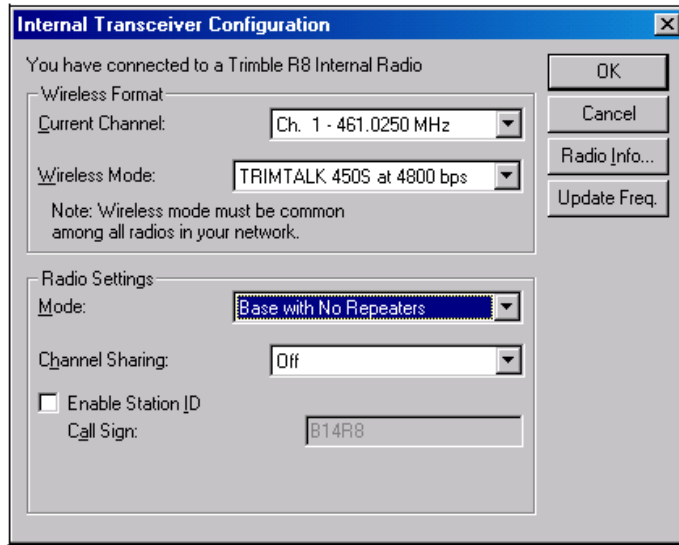 Internal Transceiver Configuration
You have connected to a Trimble R8 Internal Radio
OK
Cancel
Radio Info...
Update Freq.
Wireless Format
Current Channel: Ch. 1 - 461.0250 MHz
Wireless Mode: TRIMTALK 450S at 4800 bps
Note: Wireless mode must be common
among all radios in your network.
Radio Settings
Mode: Base with No Repeaters
Channel Sharing: Off
Enable Station ID
Call Sign: B14R8